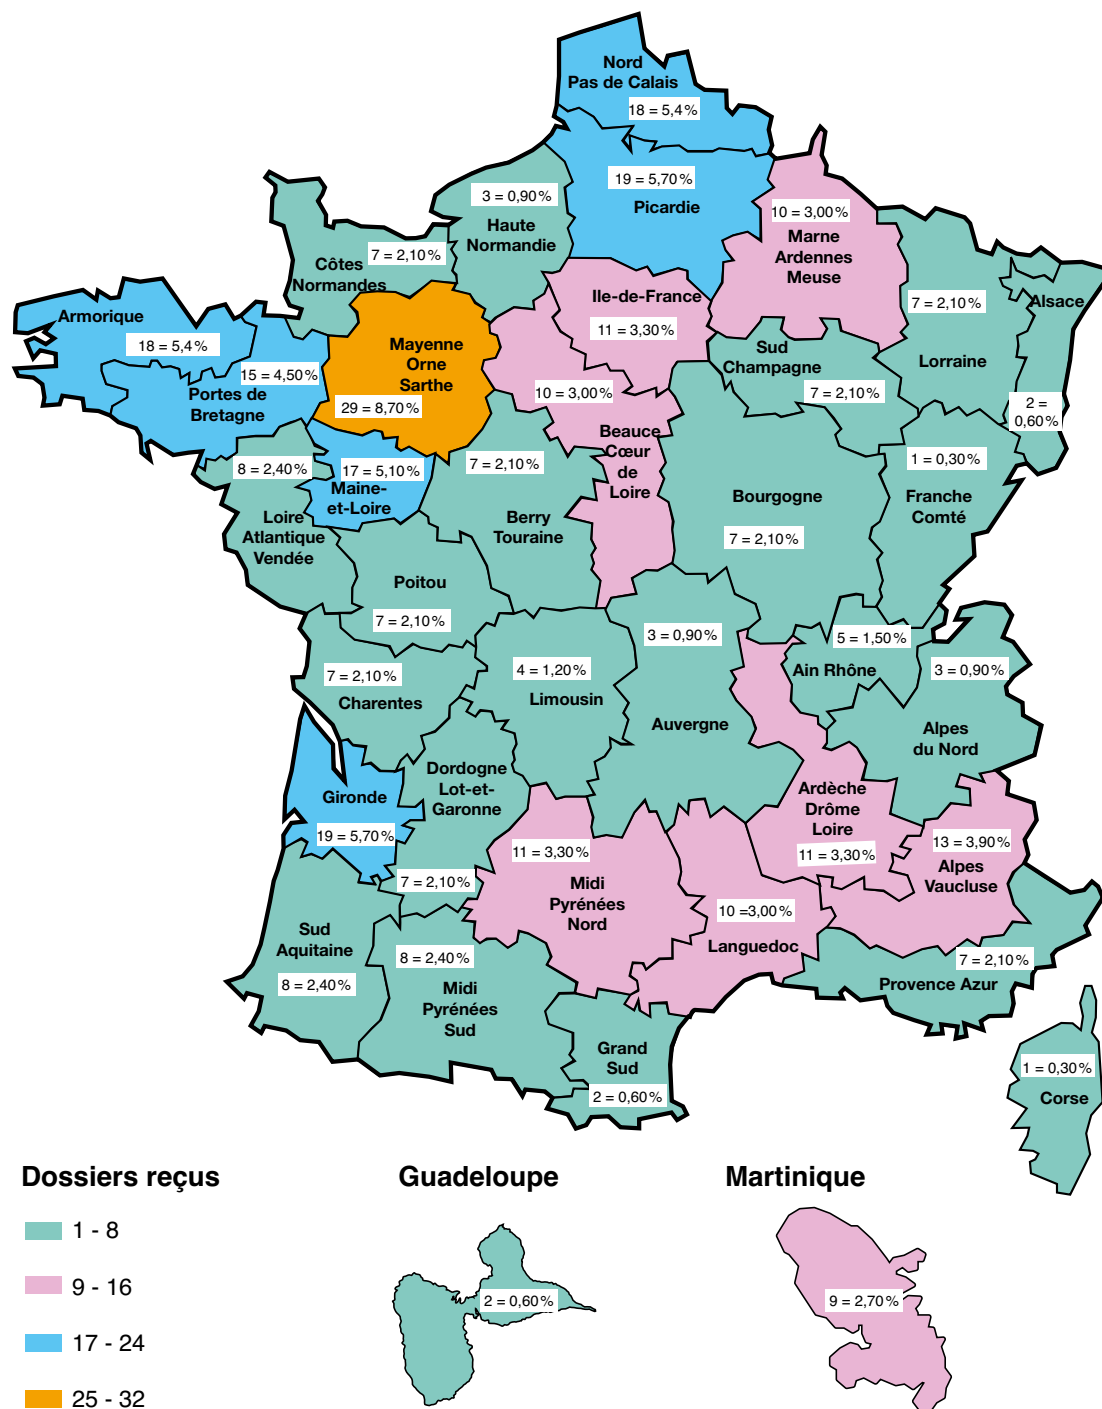 Nord
Pas de Calais
18 = 5,4%
19 = 5,70%
Picardie
3 = 0,90%
Haute
Normandie
10 = 3,00%
Marne
Ardennes
Meuse
7 = 2,10%
Côtes
Normandes
Ile-de-France
11 = 3,30%
7 = 2,10%
Lorraine
Alsace
2 =
0,60%
Armorique
18 = 5,4%
15 = 4,50%
Portes de
Bretagne
Mayenne
Orne
Sarthe
29 = 8,70%
Sud
Champagne
7 = 2,10%
10 = 3,00%
Beauce
Cœur
de
Loire
8 = 2,40%
Loire
Atlantique
Vendée
17 = 5,10%
Maine-
et-Loire
7 = 2,10%
Berry
Touraine
Bourgogne
7 = 2,10%
1 = 0,30%
Franche
Comté
Poitou
7 = 2,10%
7 = 2,10%
Charentes
4 = 1,20%
Limousin
3 = 0,90%
Auvergne
5 = 1,50%
Ain Rhône
3 = 0,90%
Alpes
du Nord
Gironde
19 = 5,70%
Dordogne
Lot-et-
Garonne
7 = 2,10%
Ardèche
Drôme
Loire
11 = 3,30%
13 = 3,90%
Alpes
Vaucluse
11 = 3,30%
Midi
Pyrénées
Nord
10 =3,00%
Languedoc
Sud
Aquitaine
8 = 2,40%
8 = 2,40%
Midi
Pyrénées
Sud
7 = 2,10%
Provence Azur
Grand
Sud
2 = 0,60%
1 = 0,30%
Corse
Dossiers reçus
1 - 8
9 - 16
17 - 24
25 - 32
Guadeloupe
2 = 0,60%
Martinique
9 = 2,70%